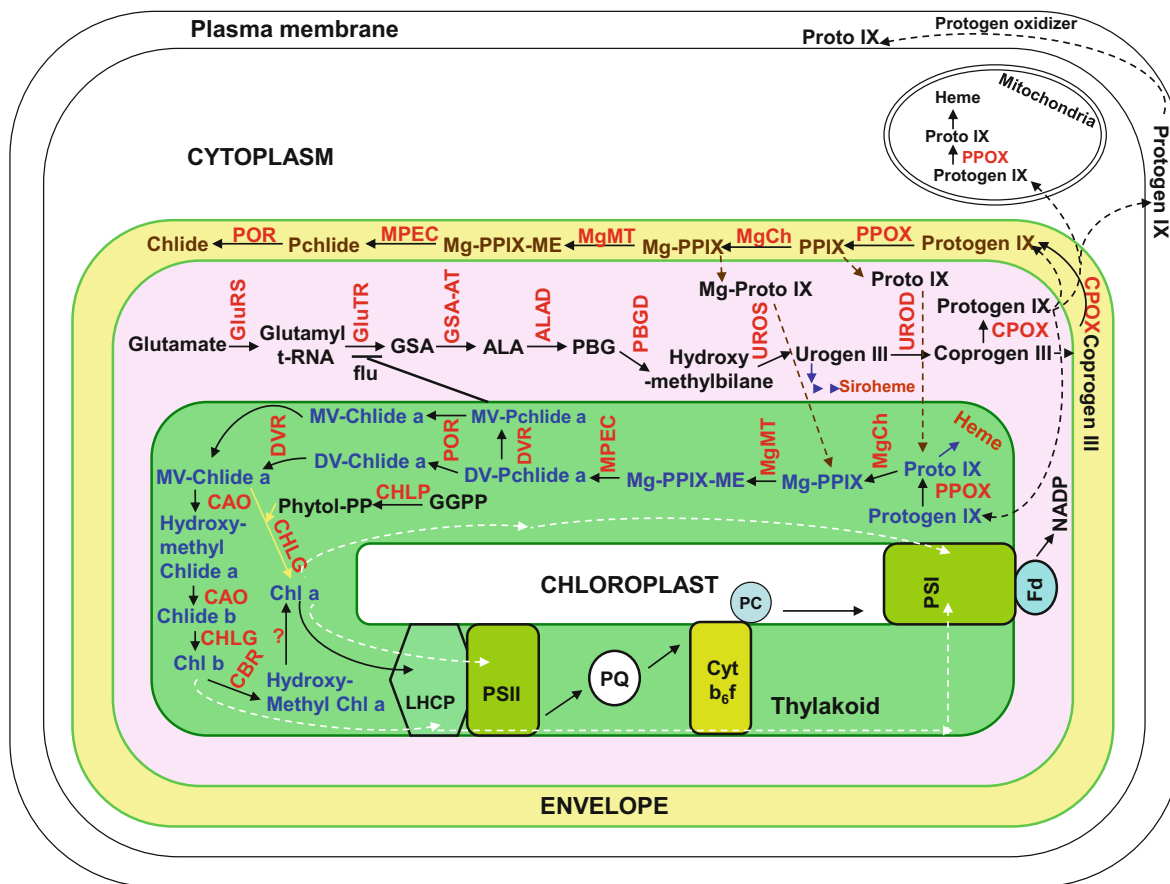 Plasma membrane
Protogen oxidizer
Proto IX
Mitochondria
Heme
Proto IX
PPOX
Protogen IX
Protogen IX
CYTOPLASM
Chlide
POR
Pchlide
MPEC
Mg-PPIX-ME
MgMT
Mg-PPIX
MgCh
PPIX
PPOX
Protogen IX
CPOX
Coprogen III
Glutamate
GluRS
Glutamyl
t-RNA
GluTR
flu
GSA
GSA-AT
ALA
ALAD
PBG
PBGD
Hydroxy
-methylbilane
UROS
Mg-Proto IX
Proto IX
Urogen III
Siroheme
UROD
Protogen IX
CPOX
Coprogen III
MV-Chlide a
MV-Pchlide a
DVR
POR
DVR
MPEC
MgMT
MgCh
Heme
MV-Chlide a
DV-Chlide a
DV-Pchlide a
Mg-PPIX-ME
Mg-PPIX
Proto IX
PPOX
Protogen IX
NADP
CAO
Phytol-PP
CHLP
GGPP
CHLG
Hydroxy-
methyl
Chlide a
CAO
Chlide b
CHLG
Chl b
CBR
Hydroxy-
Methyl Chl a
?
Chl a
CHLOROPLAST
PC
PSI
Fd
LHCP
PSII
PQ
Cyt
b6f
Thylakoid
ENVELOPE